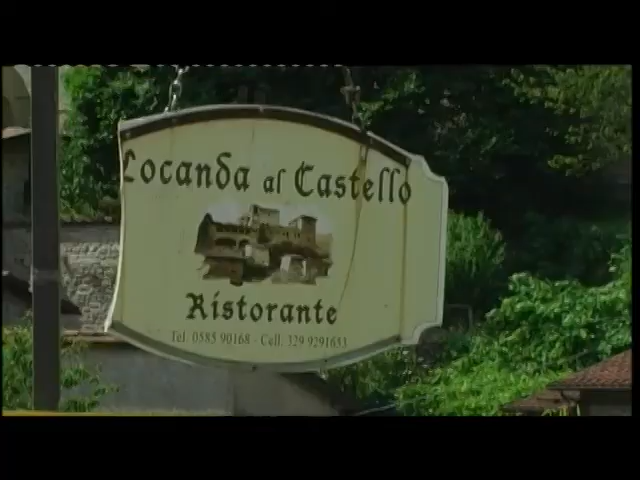 Locanda al Castello
Ristorante
Tel. 0585 90168 - Cell. 329 9291653